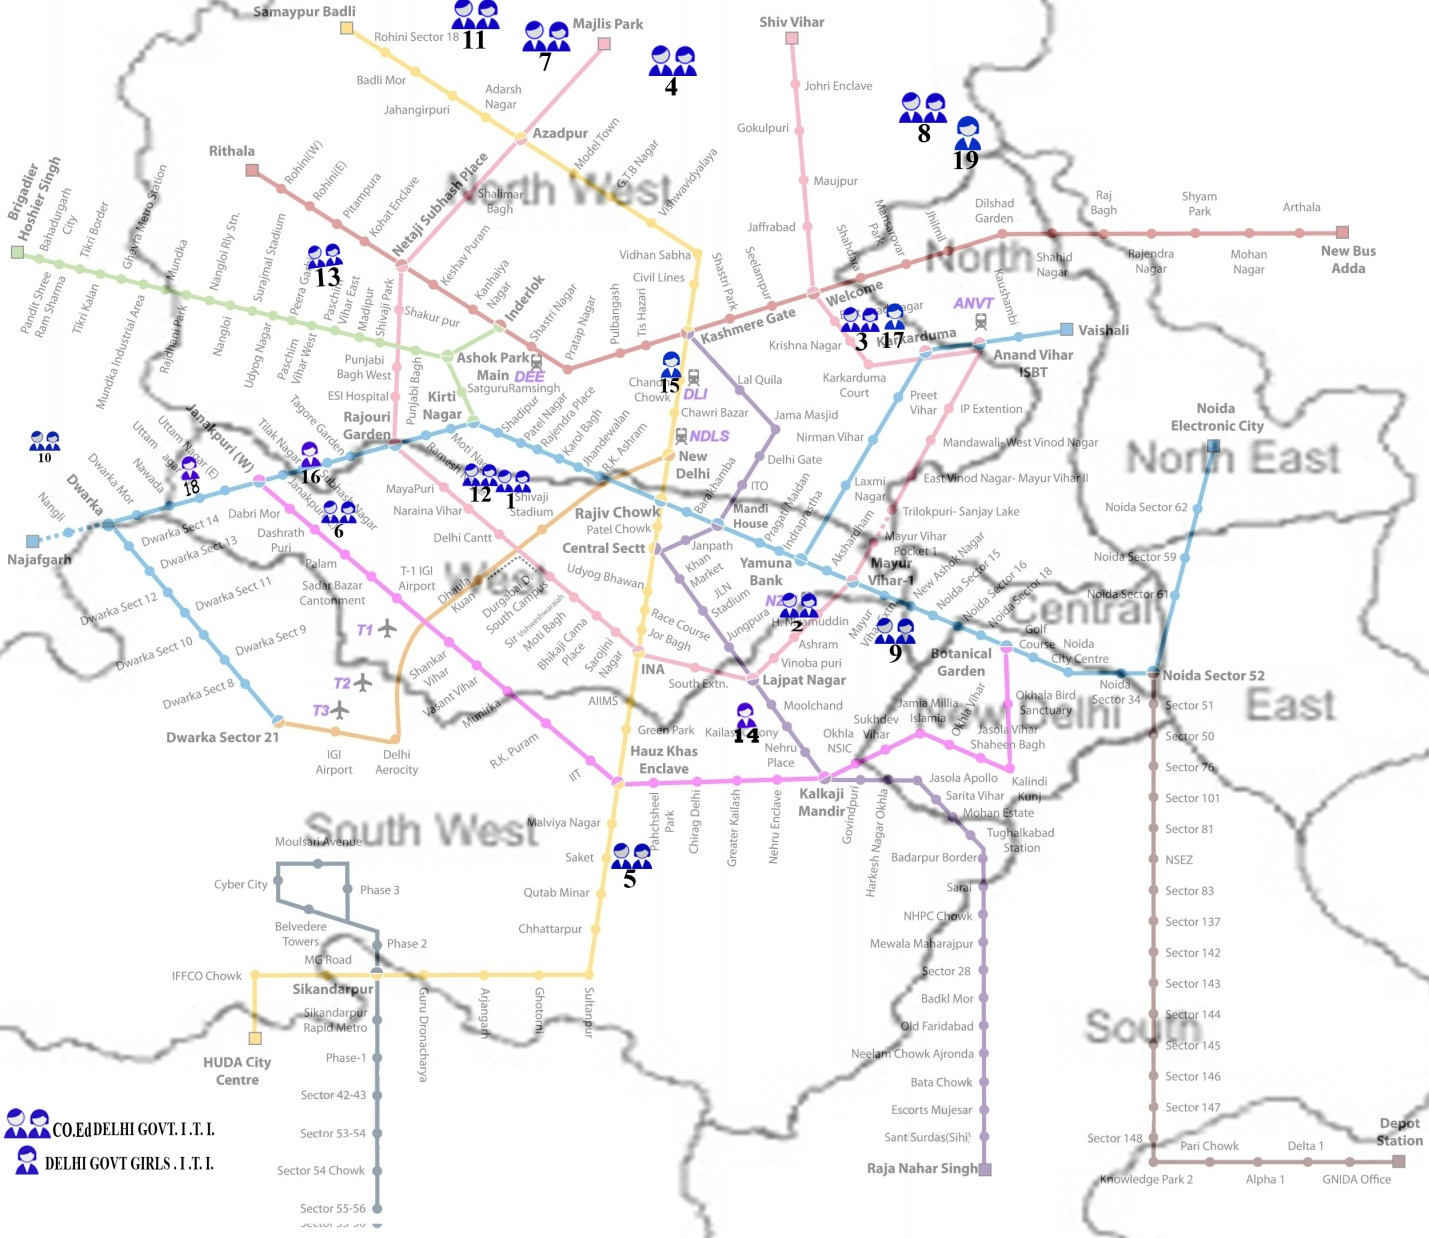 Samaypur Badli
Rohini Sector 18
Badli Mor
Jahangirpuri
Adarsh
Nagar
Azadpur
11
7
Majlis Park
4
Shiv Vihar
Johri Enclave
Gokulpuri
Maujpur
Jaffrabad
8
19
Model Town
G.T.B Nagar
Vishwavidyalaya
North West
Shalimar
Bagh
Netaji Subhash Place
Rithala
Rohini(W)
Rohini(E)
Pitampura
Kohat Enclave
Keshav Puram
Kanhaiya
Nagar
Inderlok
Shastri Nagar
Pratap Nagar
Pulbangash
Tis Hazari
Vidhan Sabha
Civil Lines
Shastri Park
Seelampur
Kashmere Gate
Welcome
Shahdara
Mansarovar
Park
Jhilmil
Dilshad
Garden
North
Shahid
Nagar
Raj
Bagh
Rajendra
Nagar
Shyam
Park
Mohan
Nagar
Arthala
New Bus
Adda
Brigadier
Hoshier Singh
Bahadurgarh
City
Pandit Shree
Ram Sharma
Tikri Border
Tikri Kalan
Ghevra Metro Station
Mundka Industrial Area
Mundka
Rajdhani Park
Nangloi Rly Stn.
Nangloi
Surajmal Stadium
Udyog Nagar
Paschim
Vihar West
Vihar East
Madipur
Shivaji Park
13
Shakur pur
Punjabi
Bagh West
ESI Hospital
Rajouri
Garden
Punjabi Bagh
Ashok Park
Main
DEE
SatguruRamsingh
Kirti
Nagar
Shadipur
Patel Nagar
Rajendra Place
Karol Bagh
Jhandewalan
R.K. Ashram
15
DLI
Chawri Bazar
NDLS
New
Delhi
Lal Quila
Jama Masjid
Delhi Gate
ITO
Mandi
House
Janpath
Khan
Market
JLN
Stadium
Jungpura
Krishna Nagar
3
17
Karkarduma
Karkarduma
Court
ANVT
Kaushambi
Vaishali
Anand Vihar
ISBT
Preet
Vihar
Nirman Vihar
Laxmi
Nagar
IP Extention
Mandawali- West Vinod Nagar
East Vinod Nagar- Mayur Vihar II
Trilokpuri- Sanjay Lake
Mayur Vihar
Pocket 1
Mayur
Vihar-1
Akshardham
Indraprastha
Pragati Maidan
Barakhamba
Yamuna
Bank
New Ashok Nagar
Noida Sector 15
Noida Sector 16
Noida Sector 18
Central
Golf
Course
Noida
City Centre
Noida
Sector 34
Noida Sector 52
Noida Sector 61
Noida Sector 59
Noida Sector 62
Noida
Electronic City
North East
East
New Delhi
Botanical
Garden
10
Najafgarh
Nangli
Dwarka
Dwarka Mor
Nawada
Uttam Nagar (E)
18
Janakpuri (W)
Tilak Nagar
16
Subhash Nagar
Tagore Garden
6
Dabri Mor
Dashrath
Puri
Palam
Sadar Bazar
Cantonment
T1
T2
T3
Shankar
Vihar
Vasant Vihar
Munirka
R.K. Puram
IIT
Dwarka Sect 14
Dwarka Sect 13
Dwarka Sect 12
Dwarka Sect 11
Dwarka Sect 10
Dwarka Sect 9
Dwarka Sect 8
Dwarka Sector 21
IGI
Airport
Delhi
Aerocity
T-1 IGI
Airport
Dhaula
Kuan
West
MayaPuri
Naraina Vihar
Delhi Cantt
12
1
Shivaji
Stadium
Rajiv Chowk
Patel Chowk
Central Sectt
Udyog Bhawan
Race Course
Jor Bagh
INA
AIIMS
Green Park
Hauz Khas
Enclave
Durgabai D.
South Campus
Moti Bagh
Bhikaji Cama
Place
Sarojini
Nagar
South Extn.
Lajpat Nagar
Vinoba puri
Ashram
2
9
Moolchand
14
Nehru
Place
Kalkaji
Mandir
Okhla
NSIC
Sukhdev
Vihar
Jamia Millia
Islamia
Okhla Vihar
Okhala Bird
Sanctuary
Jasola Vihar
Shaheen Bagh
Kalindi
Kunj
Jasola Apollo
Sarita Vihar
Mohan Estate
Tughalkabad
Station
Govindpuri
Harkesh Nagar Okhla
Nehru Enclave
Greater Kailash
Chirag Delhi
Pahchsheel
Park
Malviya Nagar
Saket
5
Qutab Minar
Chhattarpur
Sultanpur
Ghotorni
Arjangarh
Guru Dronacharya
South West
Moulsari Avenue
Cyber City
Phase 3
Belvedere
Towers
Phase 2
MG Road
IFFCO Chowk
Sikandarpur
Sikandarpur
Rapid Metro
HUDA City
Centre
Phase-1
Sector 42-43
Sector 53-54
Sector 54 Chowk
Sector 55-56
Badarpur Border
Sarai
NHPC Chowk
Mewala Maharajpur
Sector 28
Badkl Mor
Old Faridabad
Neelam Chowk Ajronda
Bata Chowk
Escorts Mujesar
Sant Surdas(Sihi)
Raja Nahar Singh
Sector 51
Sector 50
Sector 76
Sector 101
Sector 81
NSEZ
Sector 83
Sector 137
Sector 142
Sector 143
Sector 144
Sector 145
Sector 146
Sector 147
Sector 148
South
Knowledge Park 2
Pari Chowk
Alpha 1
Delta 1
GNIDA Office
Depot
Station
CO.Ed DELHI GOVT. I .T. I.
DELHI GOVT GIRLS . I .T. I.